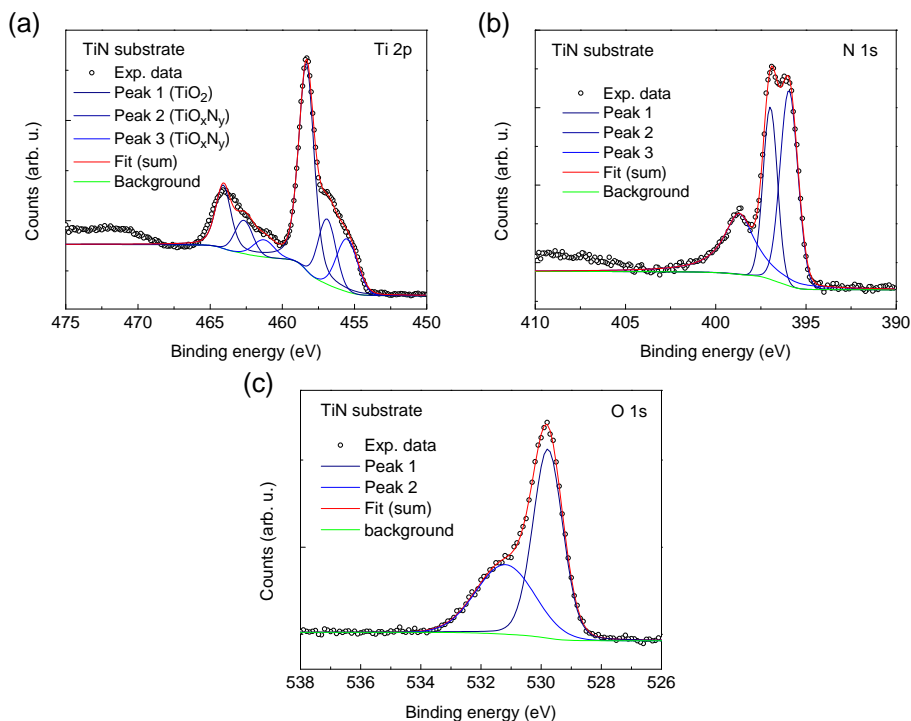 (a)
TiN substrate
Ti 2p
Exp. data
Peak 1 (TiO₂)
Peak 2 (TiOₓNᵧ)
Peak 3 (TiOₓNᵧ)
Fit (sum)
Background
Counts (arb. u.)
475 470 465 460 455 450
Binding energy (eV)
(b)
TiN substrate
N 1s
Exp. data
Peak 1
Peak 2
Peak 3
Fit (sum)
Background
Counts (arb. u.)
410 405 400 395 390
Binding energy (eV)
(c)
TiN substrate
O 1s
Exp. data
Peak 1
Peak 2
Fit (sum)
background
Counts (arb. u.)
538 536 534 532 530 528 526
Binding energy (eV)